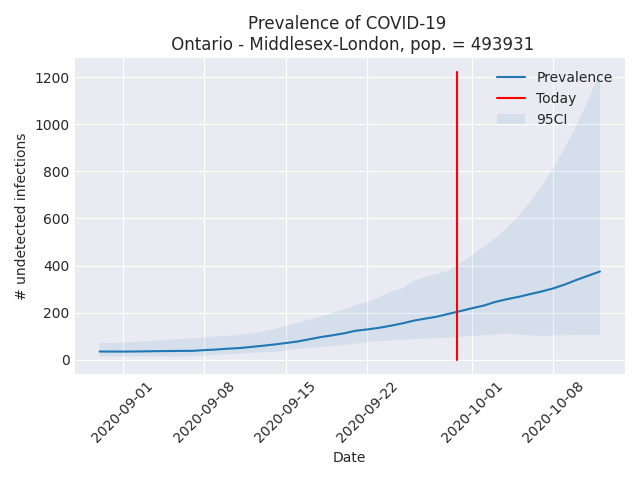 Prevalence of COVID-19
Ontario - Middlesex-London, pop. = 493931
1200
1000
800
600
400
200
0
# undetected infections
Prevalence
Today
95CI
2020-09-01
2020-09-08
2020-09-15
2020-09-22
2020-10-01
2020-10-08
Date